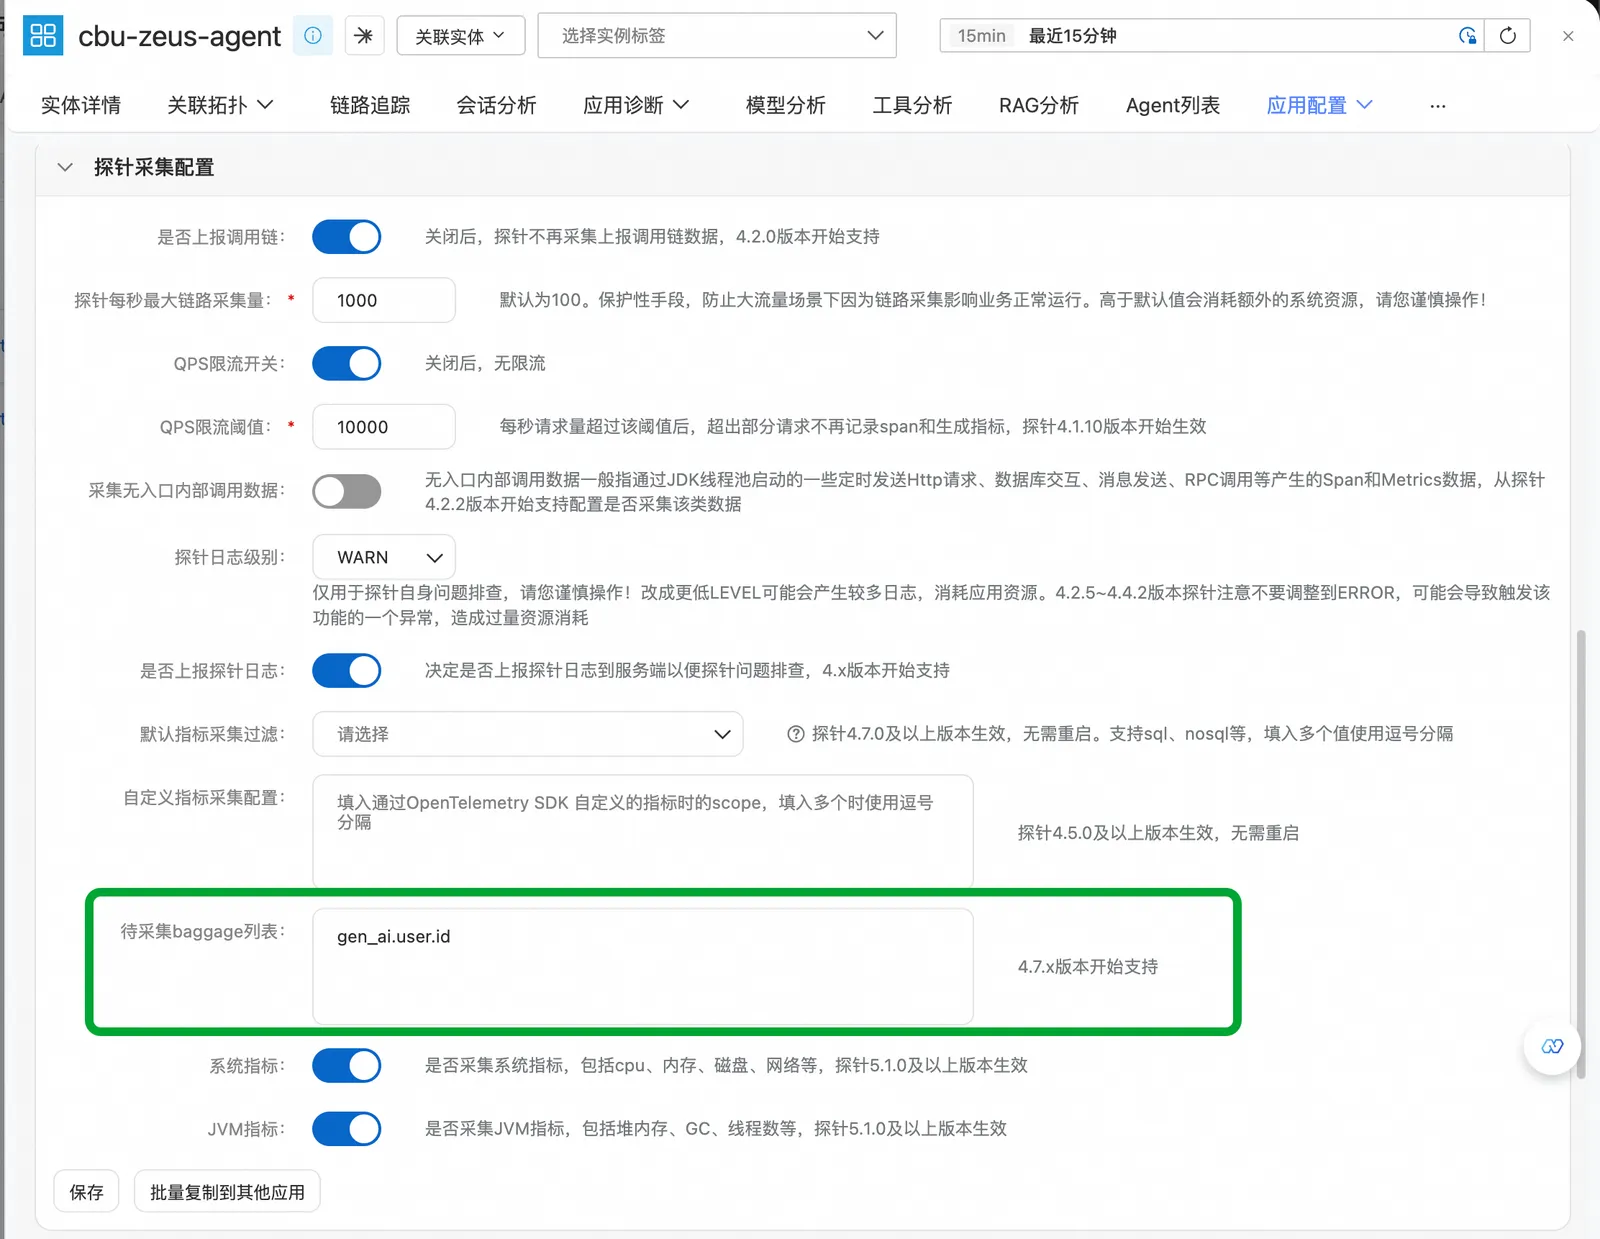 cbu-zeus-agent
关联实体
选择实例标签
15min 最近15分钟
实体详情 关联拓扑 链路追踪 会话分析 应用诊断 模型分析 工具分析 RAG分析 Agent列表 应用配置 ...
探针采集配置
是否上报调用链: 关闭后，探针不再采集上报调用链数据，4.2.0版本开始支持
探针每秒最大链路采集量: * 1000 默认为100。保护性手段，防止大流量场景下因为链路采集影响业务正常运行。高于默认值会消耗额外的系统资源，请您谨慎操作！
QPS限流开关: 关闭后，无限流
QPS限流阈值: * 10000 每秒请求量超过该阈值后，超出部分请求不再记录span和生成指标，探针4.1.10版本开始生效
采集无入口内部调用数据: 无入口内部调用数据一般指通过JDK线程池启动的一些定时发送Http请求、数据库交互、消息发送、RPC调用等产生的Span和Metrics数据，从探针
4.2.2版本开始支持配置是否采集该类数据
探针日志级别: WARN
仅用于探针自身问题排查，请您谨慎操作！改成更低LEVEL可能会产生较多日志，消耗应用资源。4.2.5~4.4.2版本探针注意不要调整到ERROR，可能会导致触发该
功能的一个异常，造成过量资源消耗
是否上报探针日志: 决定是否上报探针日志到服务端以便探针问题排查，4.x版本开始支持
默认指标采集过滤: 请选择 探针4.7.0及以上版本生效，无需重启。支持sql、nosql等，填入多个值使用逗号分隔
自定义指标采集配置: 填入通过OpenTelemetry SDK 自定义的指标时的scope，填入多个时使用逗号
分隔
探针4.5.0及以上版本生效，无需重启
待采集baggage列表: gen_ai.user.id
4.7.x版本开始支持
系统指标: 是否采集系统指标，包括cpu、内存、磁盘、网络等，探针5.1.0及以上版本生效
JVM指标: 是否采集JVM指标，包括堆内存、GC、线程数等，探针5.1.0及以上版本生效
保存 批量复制到其他应用